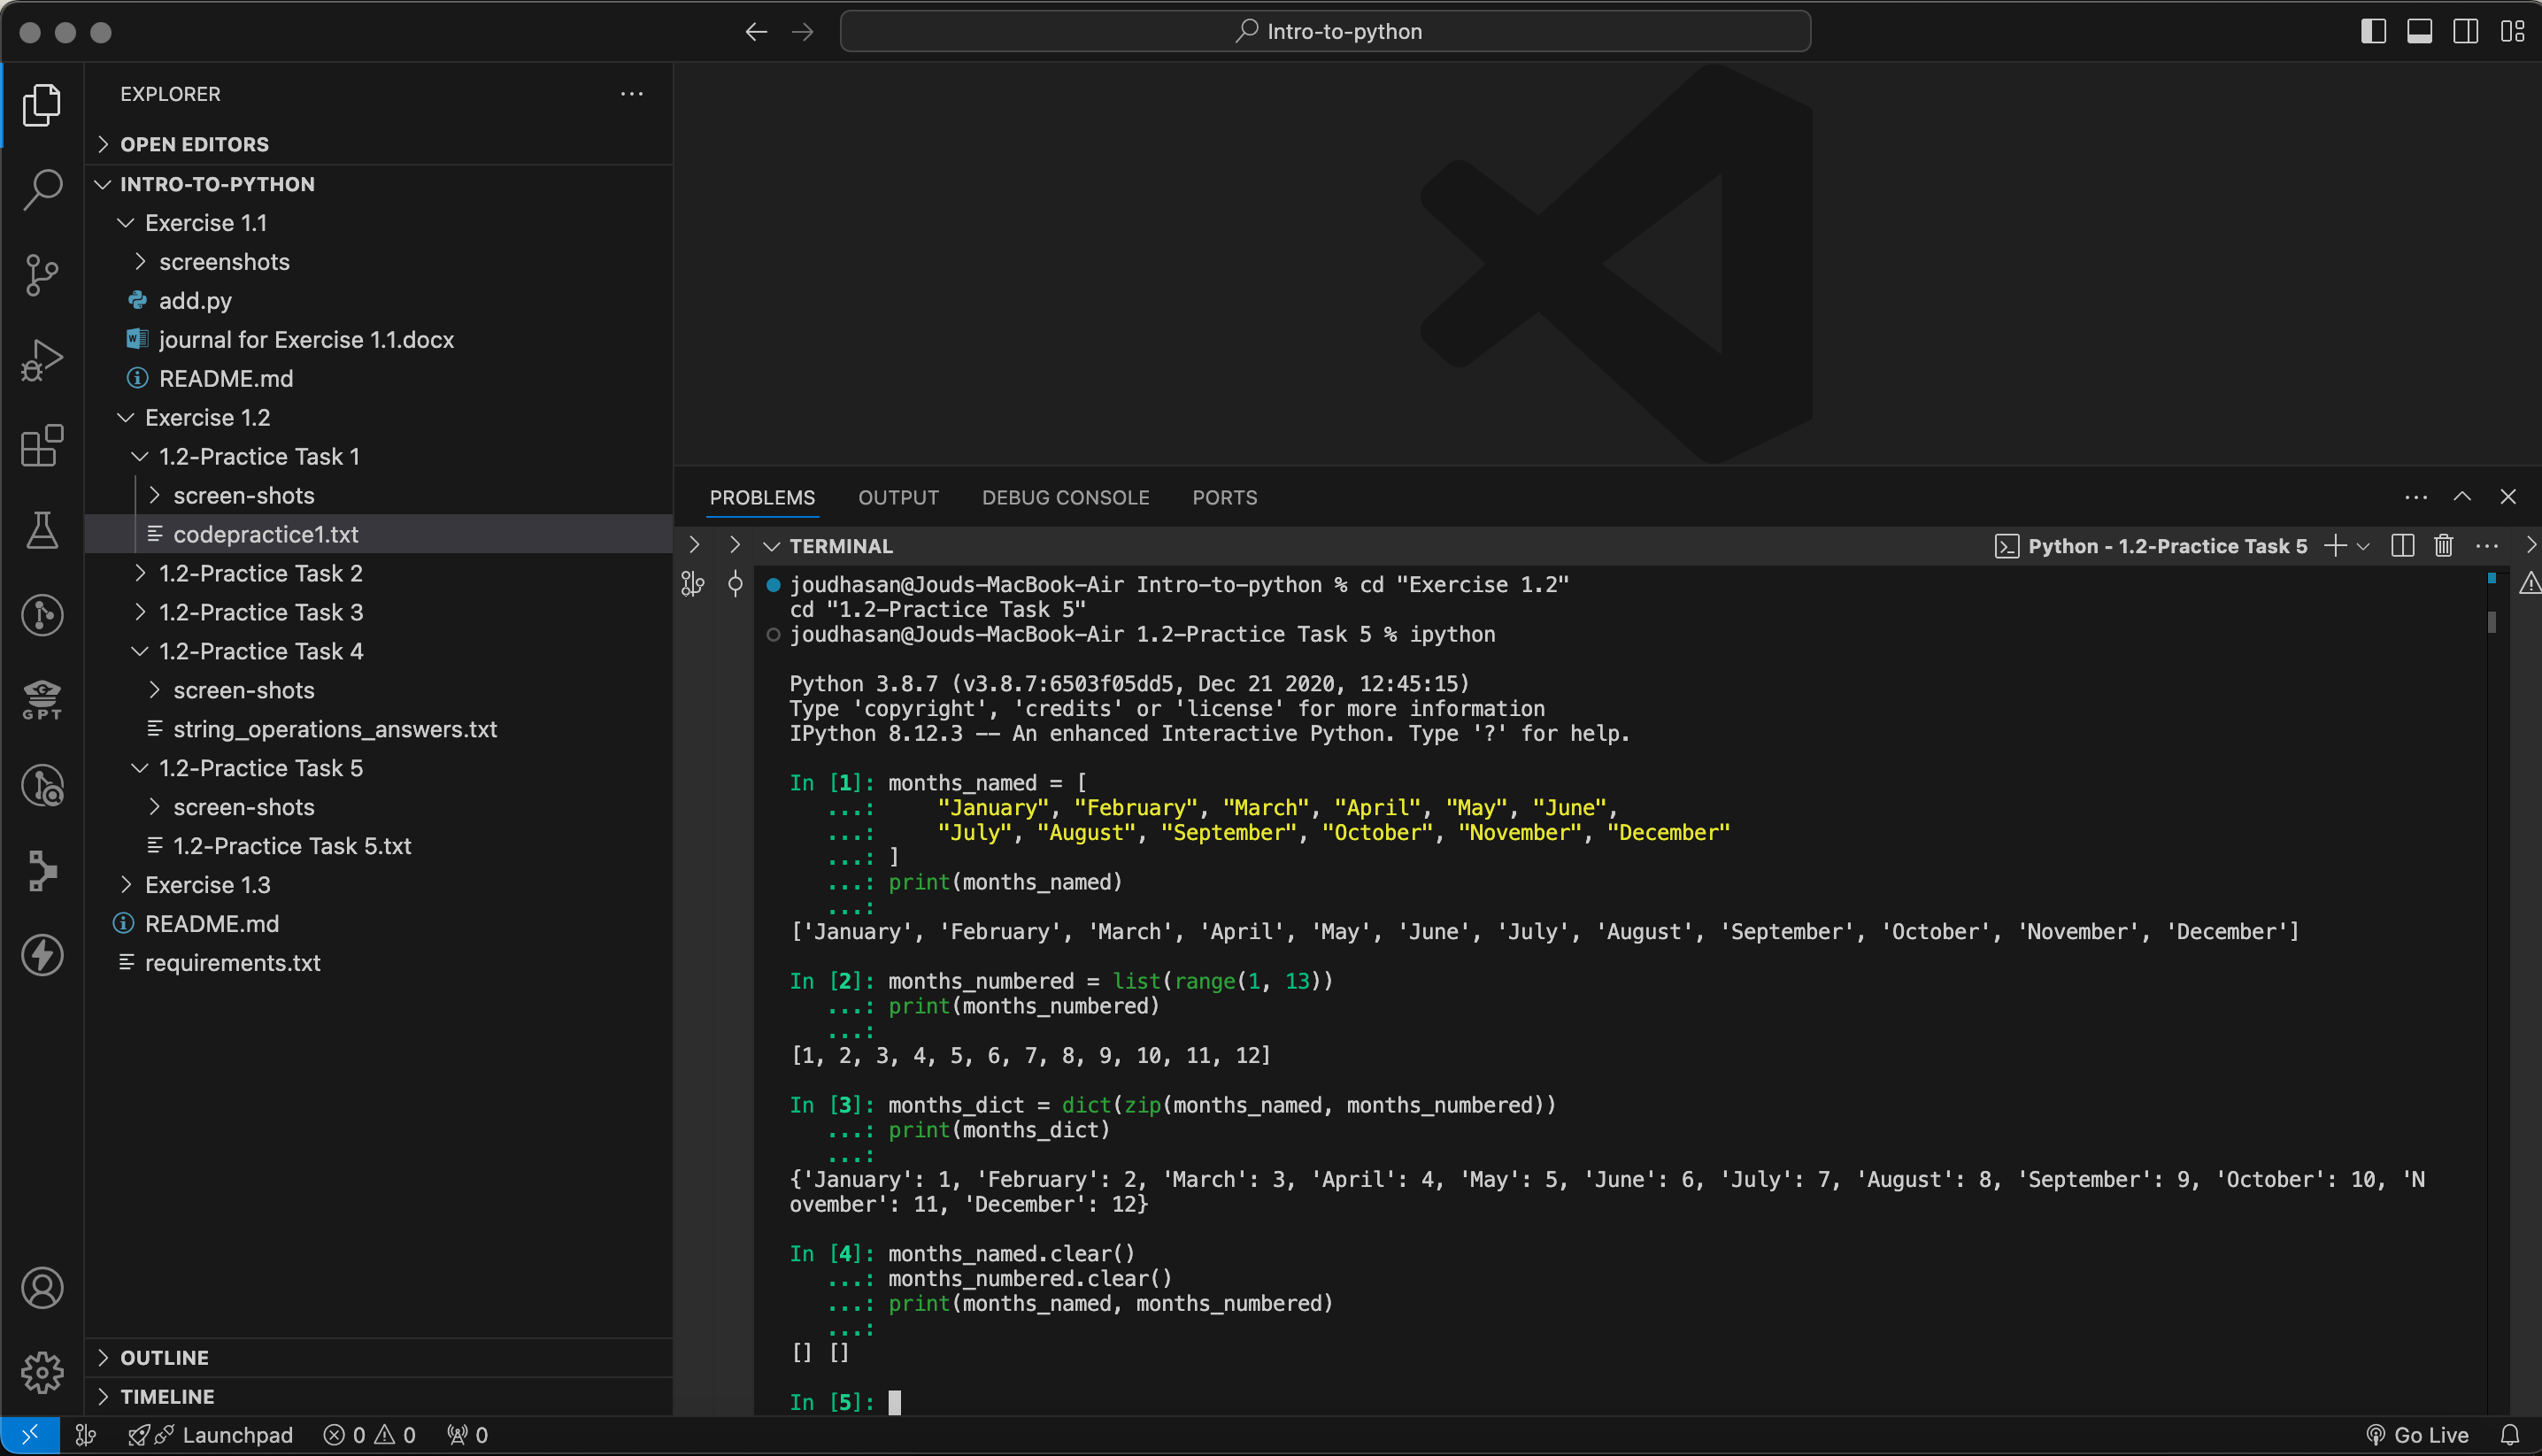 Intro-to-python
EXPLORER
OPEN EDITORS
INTRO-TO-PYTHON
Exercise 1.1
screenshots
add.py
journal for Exercise 1.1.docx
README.md
Exercise 1.2
1.2-Practice Task 1
screen-shots
codepractice1.txt
1.2-Practice Task 2
1.2-Practice Task 3
1.2-Practice Task 4
screen-shots
string_operations_answers.txt
1.2-Practice Task 5
screen-shots
1.2-Practice Task 5.txt
Exercise 1.3
README.md
requirements.txt
OUTLINE
TIMELINE
GPT
PROBLEMS OUTPUT DEBUG CONSOLE PORTS
TERMINAL Python - 1.2-Practice Task 5
joudhasan@Jouds-MacBook-Air Intro-to-python % cd "Exercise 1.2"
cd "1.2-Practice Task 5"
joudhasan@Jouds-MacBook-Air 1.2-Practice Task 5 % ipython
Python 3.8.7 (v3.8.7:6503f05dd5, Dec 21 2020, 12:45:15)
Type 'copyright', 'credits' or 'license' for more information
IPython 8.12.3 -- An enhanced Interactive Python. Type '?' for help.
In [1]: months_named = [
...: "January", "February", "March", "April", "May", "June",
...: "July", "August", "September", "October", "November", "December"
...: ]
...: print(months_named)
...:
['January', 'February', 'March', 'April', 'May', 'June', 'July', 'August', 'September', 'October', 'November', 'December']
In [2]: months_numbered = list(range(1, 13))
...: print(months_numbered)
...:
[1, 2, 3, 4, 5, 6, 7, 8, 9, 10, 11, 12]
In [3]: months_dict = dict(zip(months_named, months_numbered))
...: print(months_dict)
...:
{'January': 1, 'February': 2, 'March': 3, 'April': 4, 'May': 5, 'June': 6, 'July': 7, 'August': 8, 'September': 9, 'October': 10, 'N
ovember': 11, 'December': 12}
In [4]: months_named.clear()
...: months_numbered.clear()
...: print(months_named, months_numbered)
...:
[] []
In [5]:
Launchpad 0 0 0 Go Live